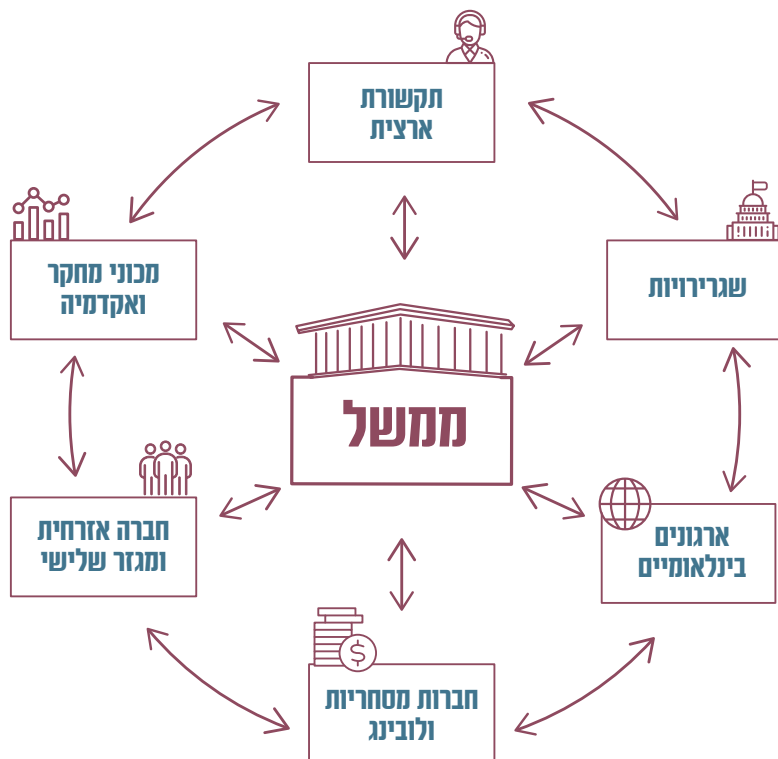 תקשורת
ארצית
שגרירויות
מכוני מחקר
ואקדמיה
ממשל
ארגונים
בינלאומיים
חברה אזרחית
ומגזר שלישי
חברות מסחריות
ולובינג
$